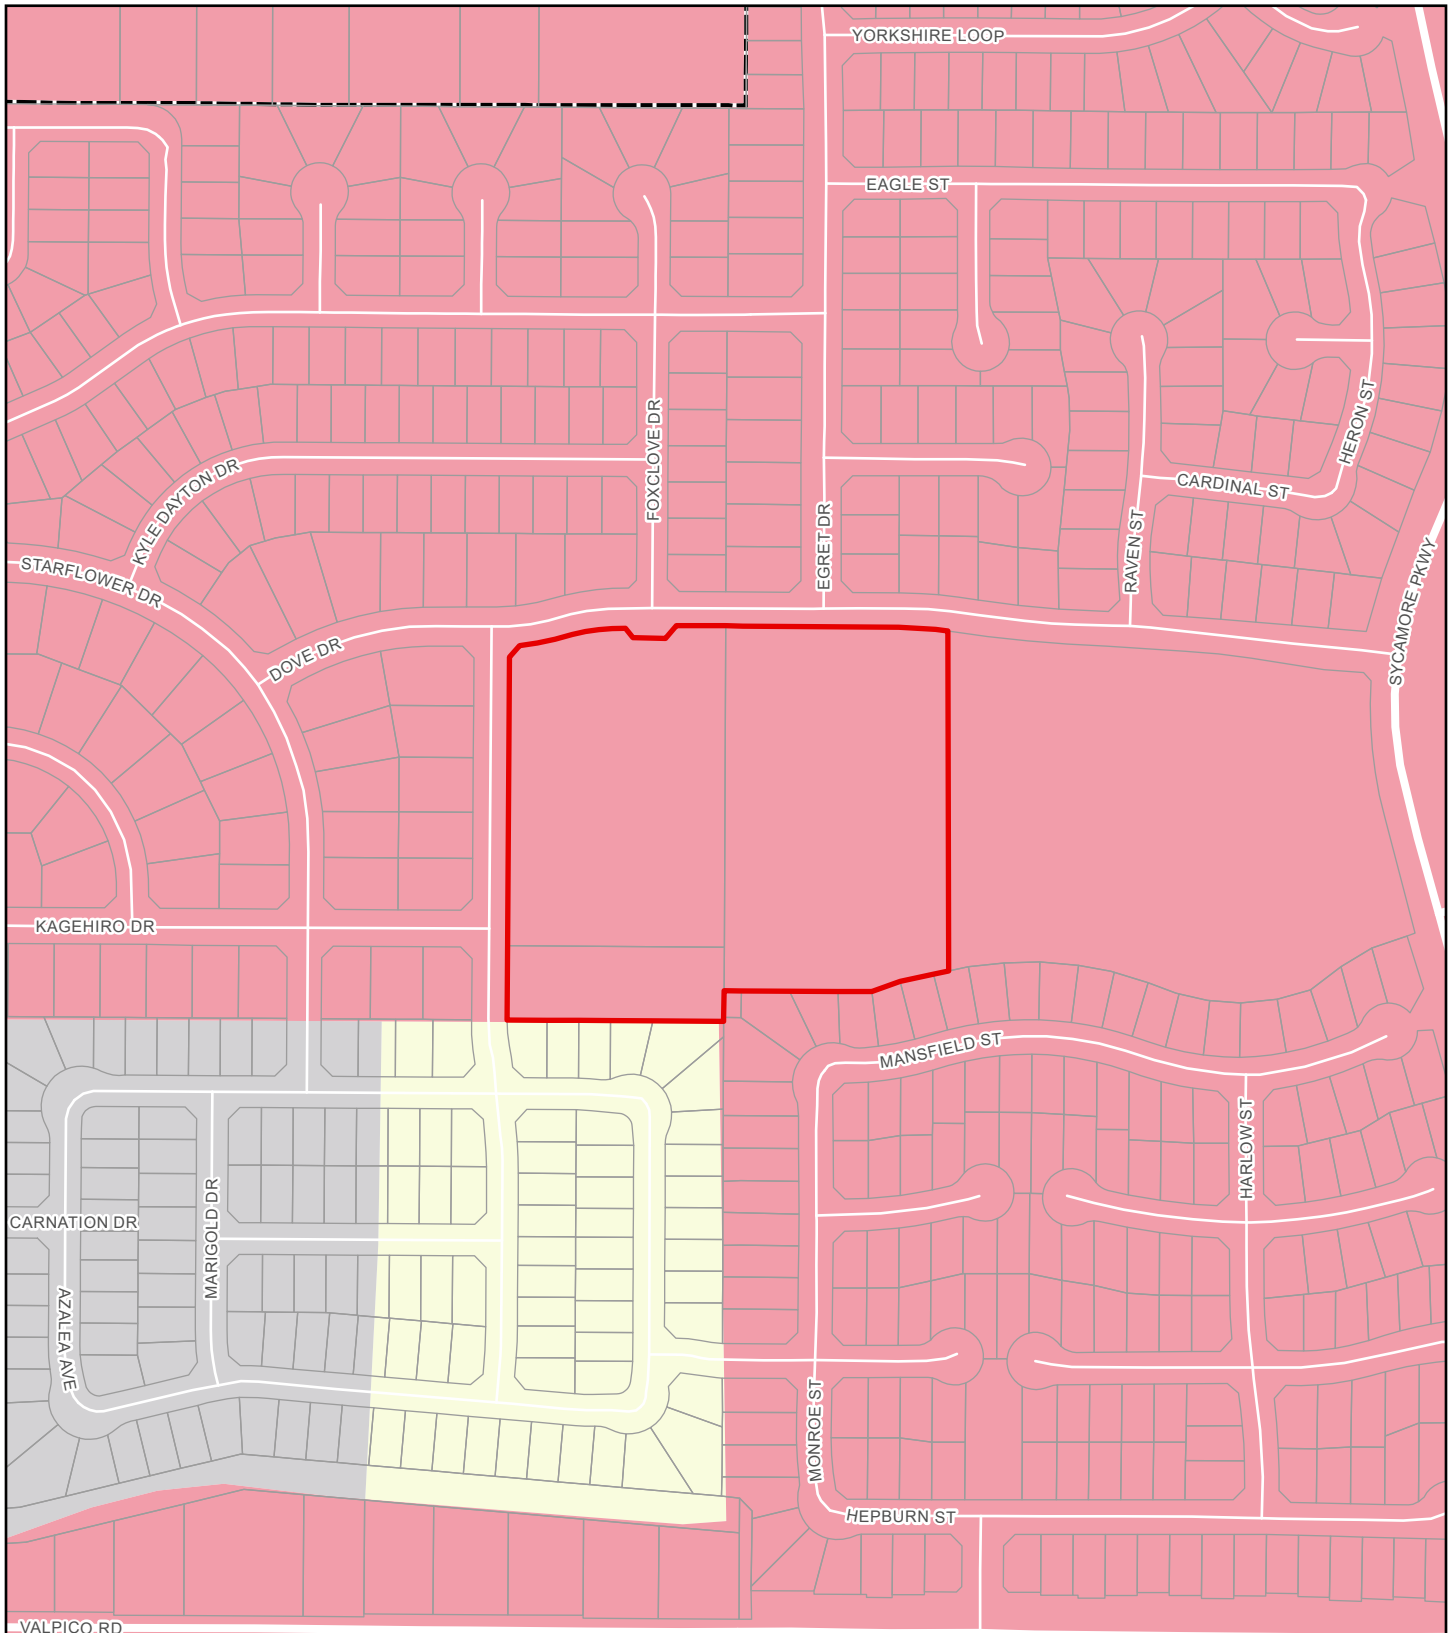 YORKSHIRE LOOP
EAGLE ST
FOXCLOVE DR
HERON ST
KYLE DAYTON DR
CARDINAL ST
EGRET DR
RAVEN ST
STARFLOWER DR
SYCAMORE PKWY
DOVE DR
KAGEHIRO DR
MANSFIELD ST
HARLOW ST
CARNATION DR
MARIGOLD DR
AZALEA AVE
MONROE ST
HEPBURN ST
VALPICO RD